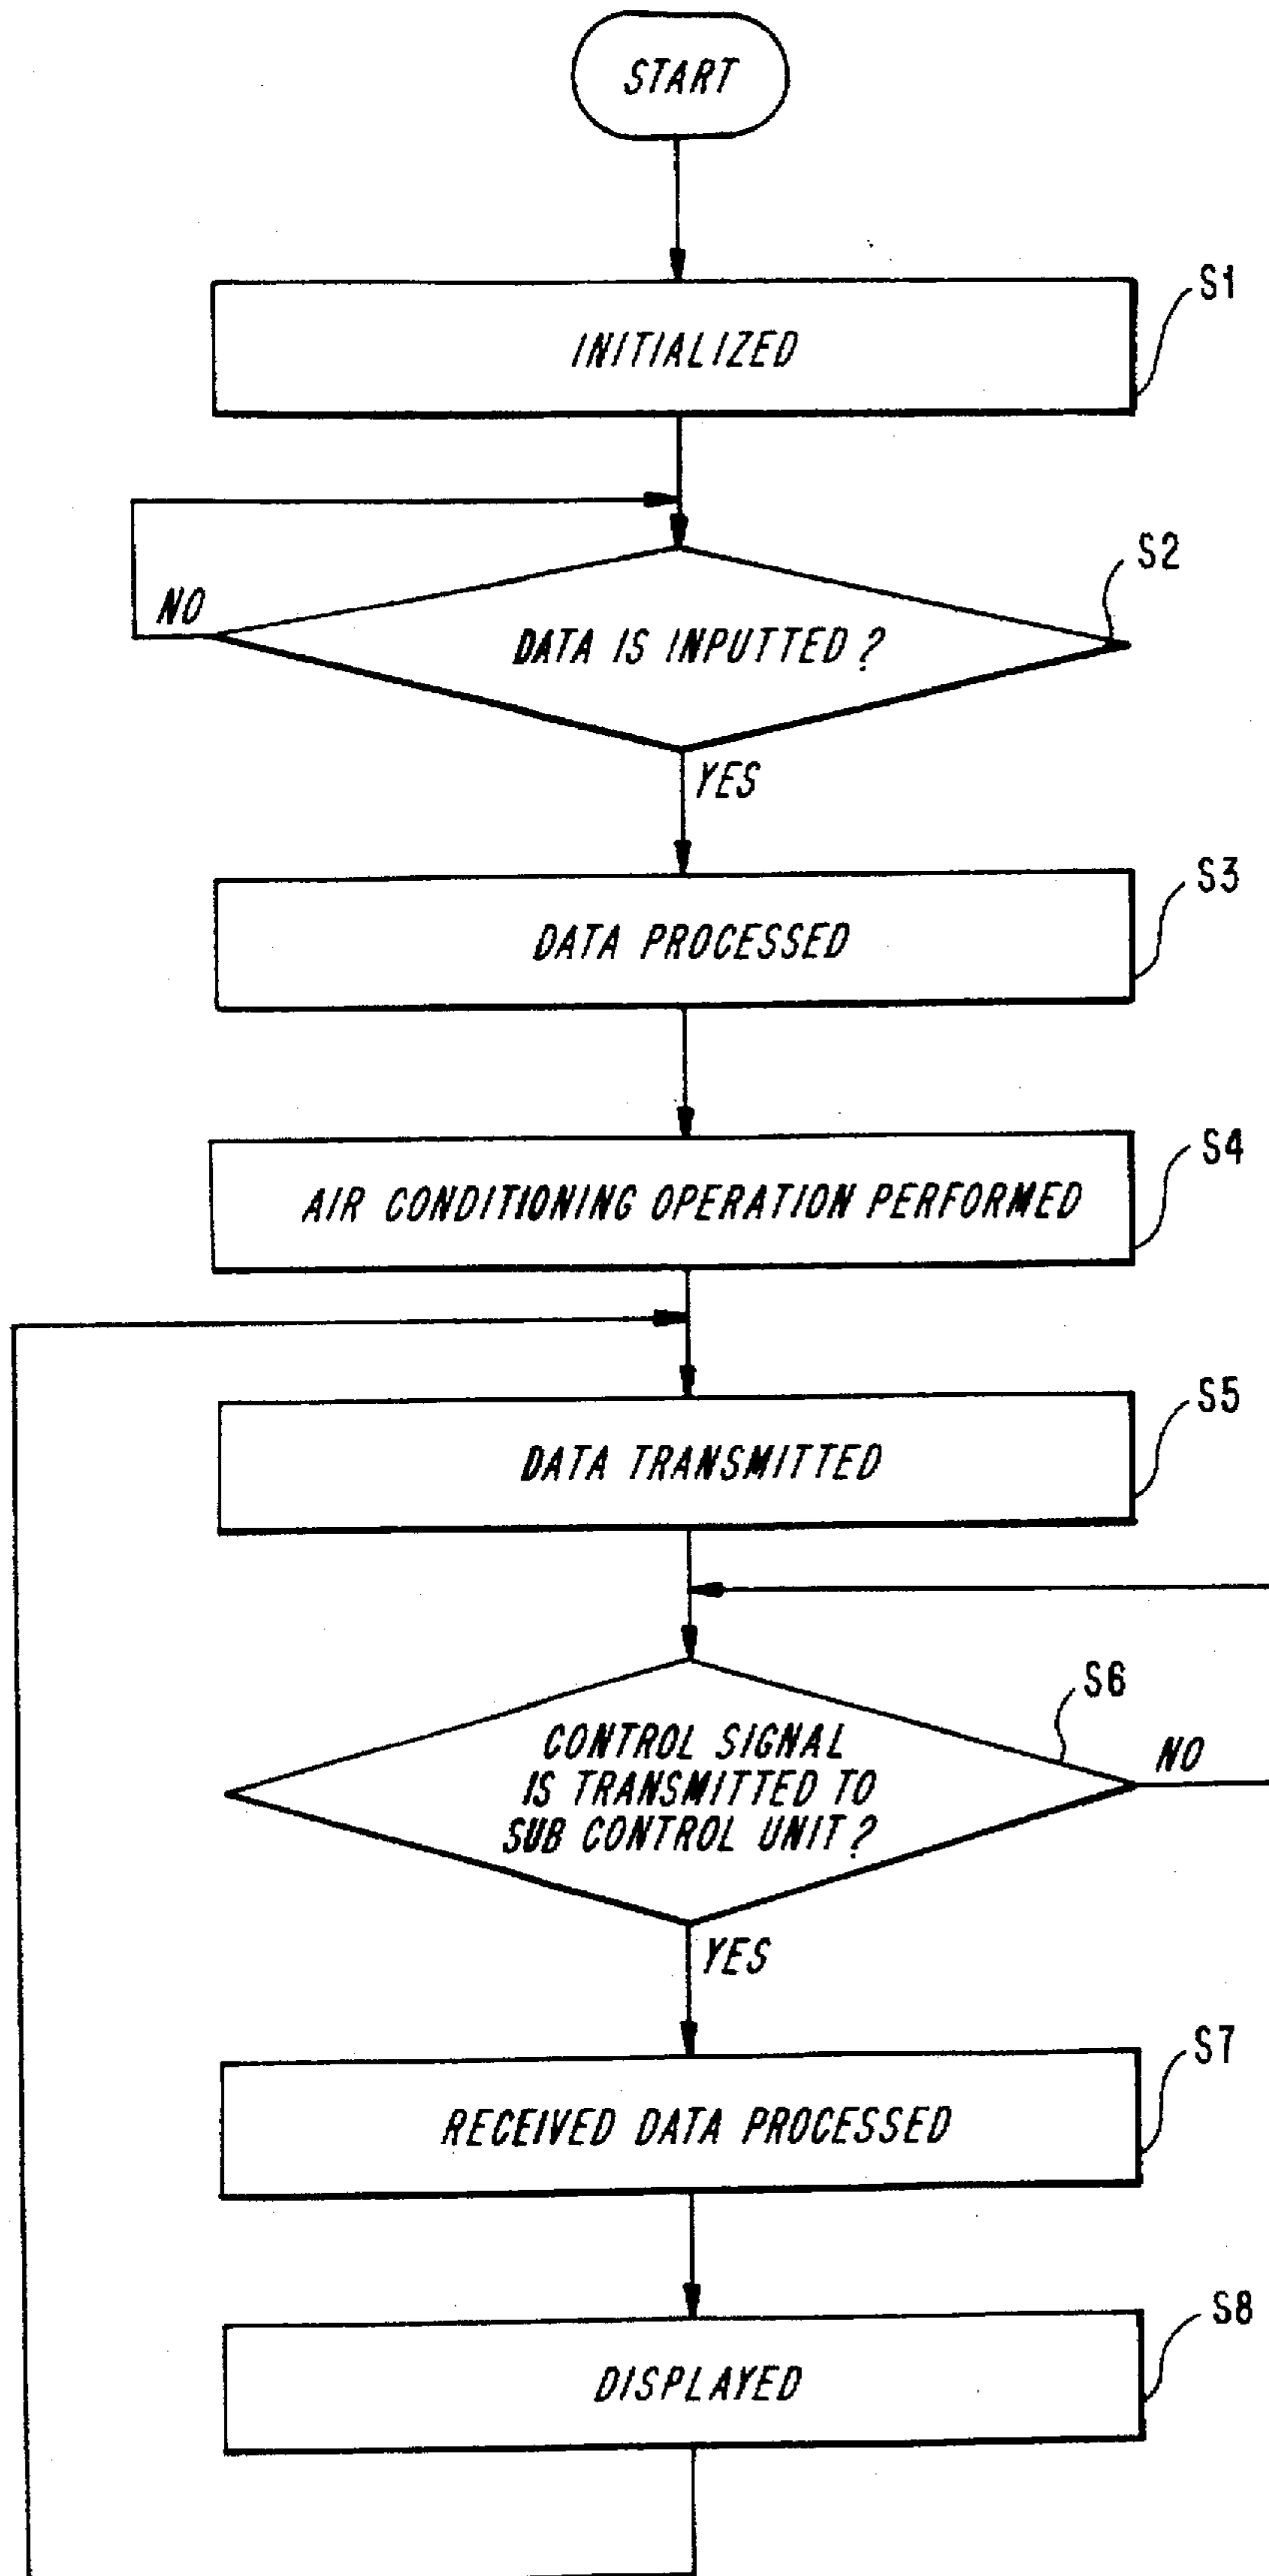 START
S1
INITIALIZED
S2
NO
DATA IS INPUTTED?
YES
S3
DATA PROCESSED
S4
AIR CONDITIONING OPERATION PERFORMED
S5
DATA TRANSMITTED
S6
CONTROL SIGNAL
IS TRANSMITTED TO
SUB CONTROL UNIT?
NO
YES
S7
RECEIVED DATA PROCESSED
S8
DISPLAYED